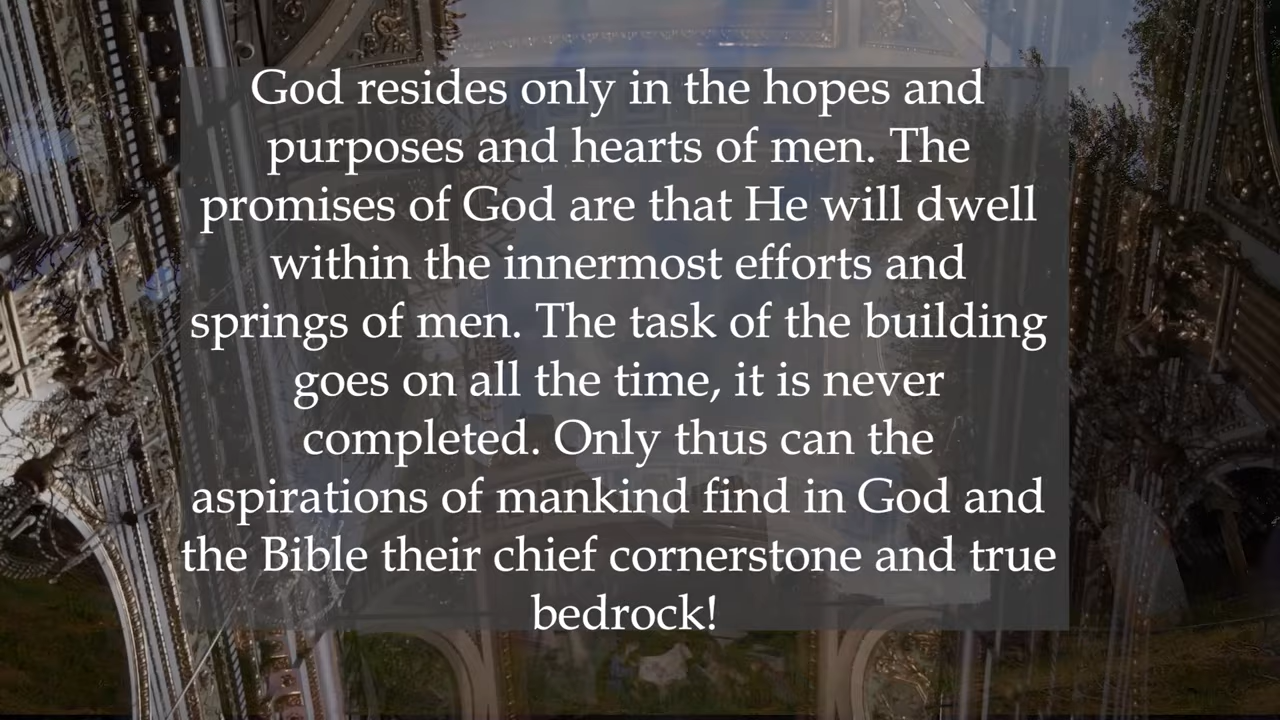 God resides only in the hopes and
purposes and hearts of men. The
promises of God are that He will dwell
within the innermost efforts and
springs of men. The task of the building
goes on all the time, it is never
completed. Only thus can the
aspirations of mankind find in God and
the Bible their chief cornerstone and true
bedrock!